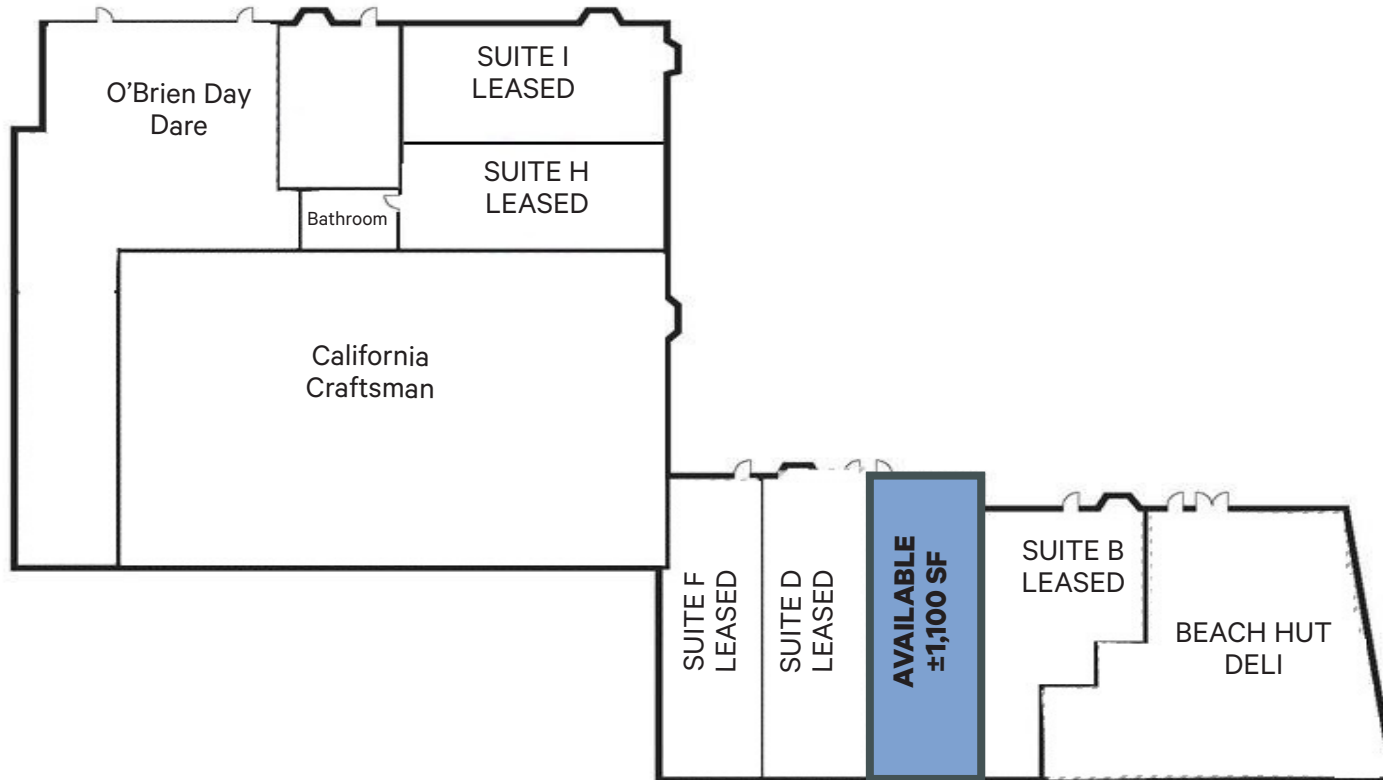 O’Brien Day
Dare
SUITE I
LEASED
SUITE H
LEASED
Bathroom
California
Craftsman
SUITE F
LEASED
SUITE D
LEASED
AVAILABLE
±1,100 SF
SUITE B
LEASED
BEACH HUT
DELI